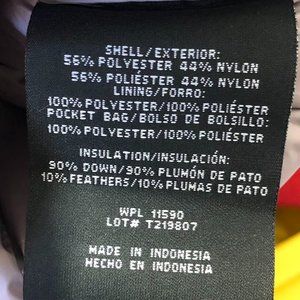 SHELL/EXTERIOR:
56% POLYESTER 44% NYLON
56% POLIÉSTER 44% NYLON
LINING/FORRO:
100% POLYESTER/100% POLIÉSTER
POCKET BAG/BOLSO DE BOLSILLO:
100% POLYESTER/100% POLIÉSTER
INSULATION/INSULACIÓN:
90% DOWN/90% PLUMÓN DE PATO
10% FEATHERS/10% PLUMAS DE PATO
WPL 11590
LOT# T219807
MADE IN INDONESIA
HECHO EN INDONESIA